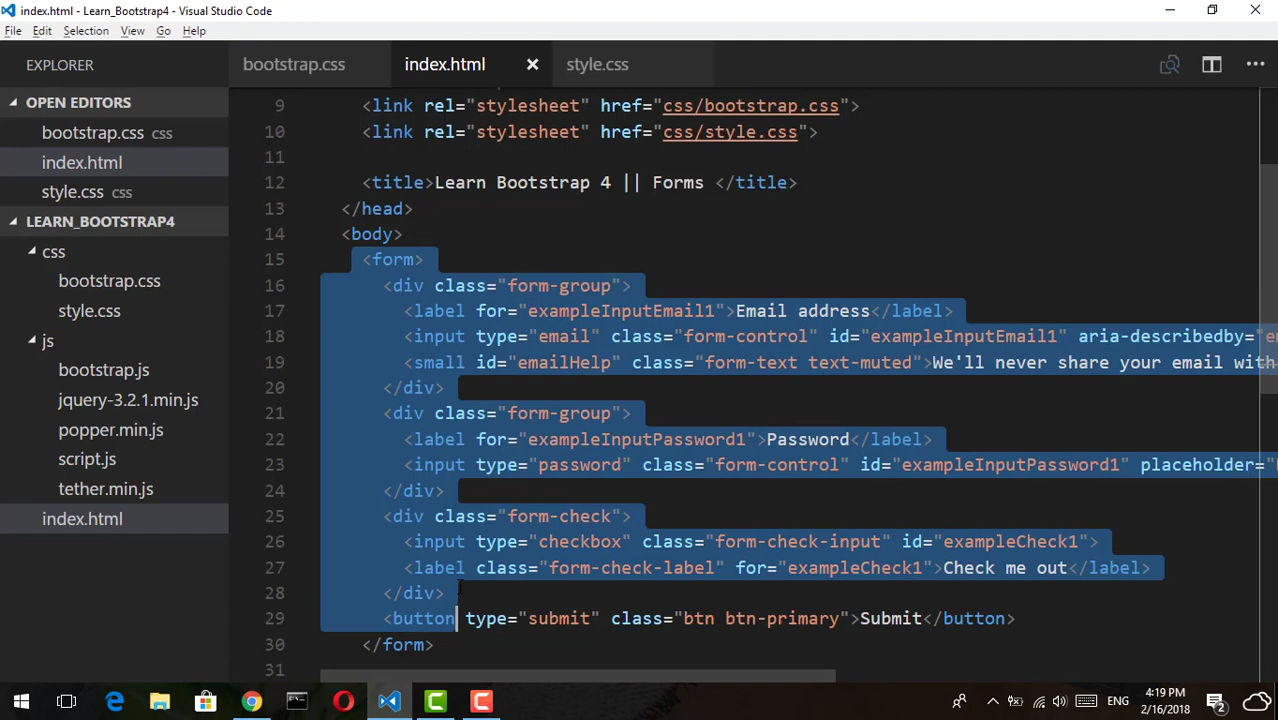 index.html - Learn_Bootstrap4 - Visual Studio Code
File Edit Selection View Go Help
EXPLORER
bootstrap.css index.html style.css
OPEN EDITORS
bootstrap.css css
index.html
style.css css
LEARN_BOOTSTRAP4
css
bootstrap.css
style.css
js
bootstrap.js
jquery-3.2.1.min.js
popper.min.js
script.js
tether.min.js
index.html
9 <link rel="stylesheet" href="css/bootstrap.css">
10 <link rel="stylesheet" href="css/style.css">
11
12 <title>Learn Bootstrap 4 || Forms </title>
13 </head>
14 <body>
15 <form>
16 <div class="form-group">
17 <label for="exampleInputEmail1">Email address</label>
18 <input type="email" class="form-control" id="exampleInputEmail1" aria-describedby="e
19 <small id="emailHelp" class="form-text text-muted">We'll never share your email with
20 </div>
21 <div class="form-group">
22 <label for="exampleInputPassword1">Password</label>
23 <input type="password" class="form-control" id="exampleInputPassword1" placeholder="
24 </div>
25 <div class="form-check">
26 <input type="checkbox" class="form-check-input" id="exampleCheck1">
27 <label class="form-check-label" for="exampleCheck1">Check me out</label>
28 </div>
29 <button type="submit" class="btn btn-primary">Submit</button>
30 </form>
31
ENG
4:19 PM
2/16/2018
2